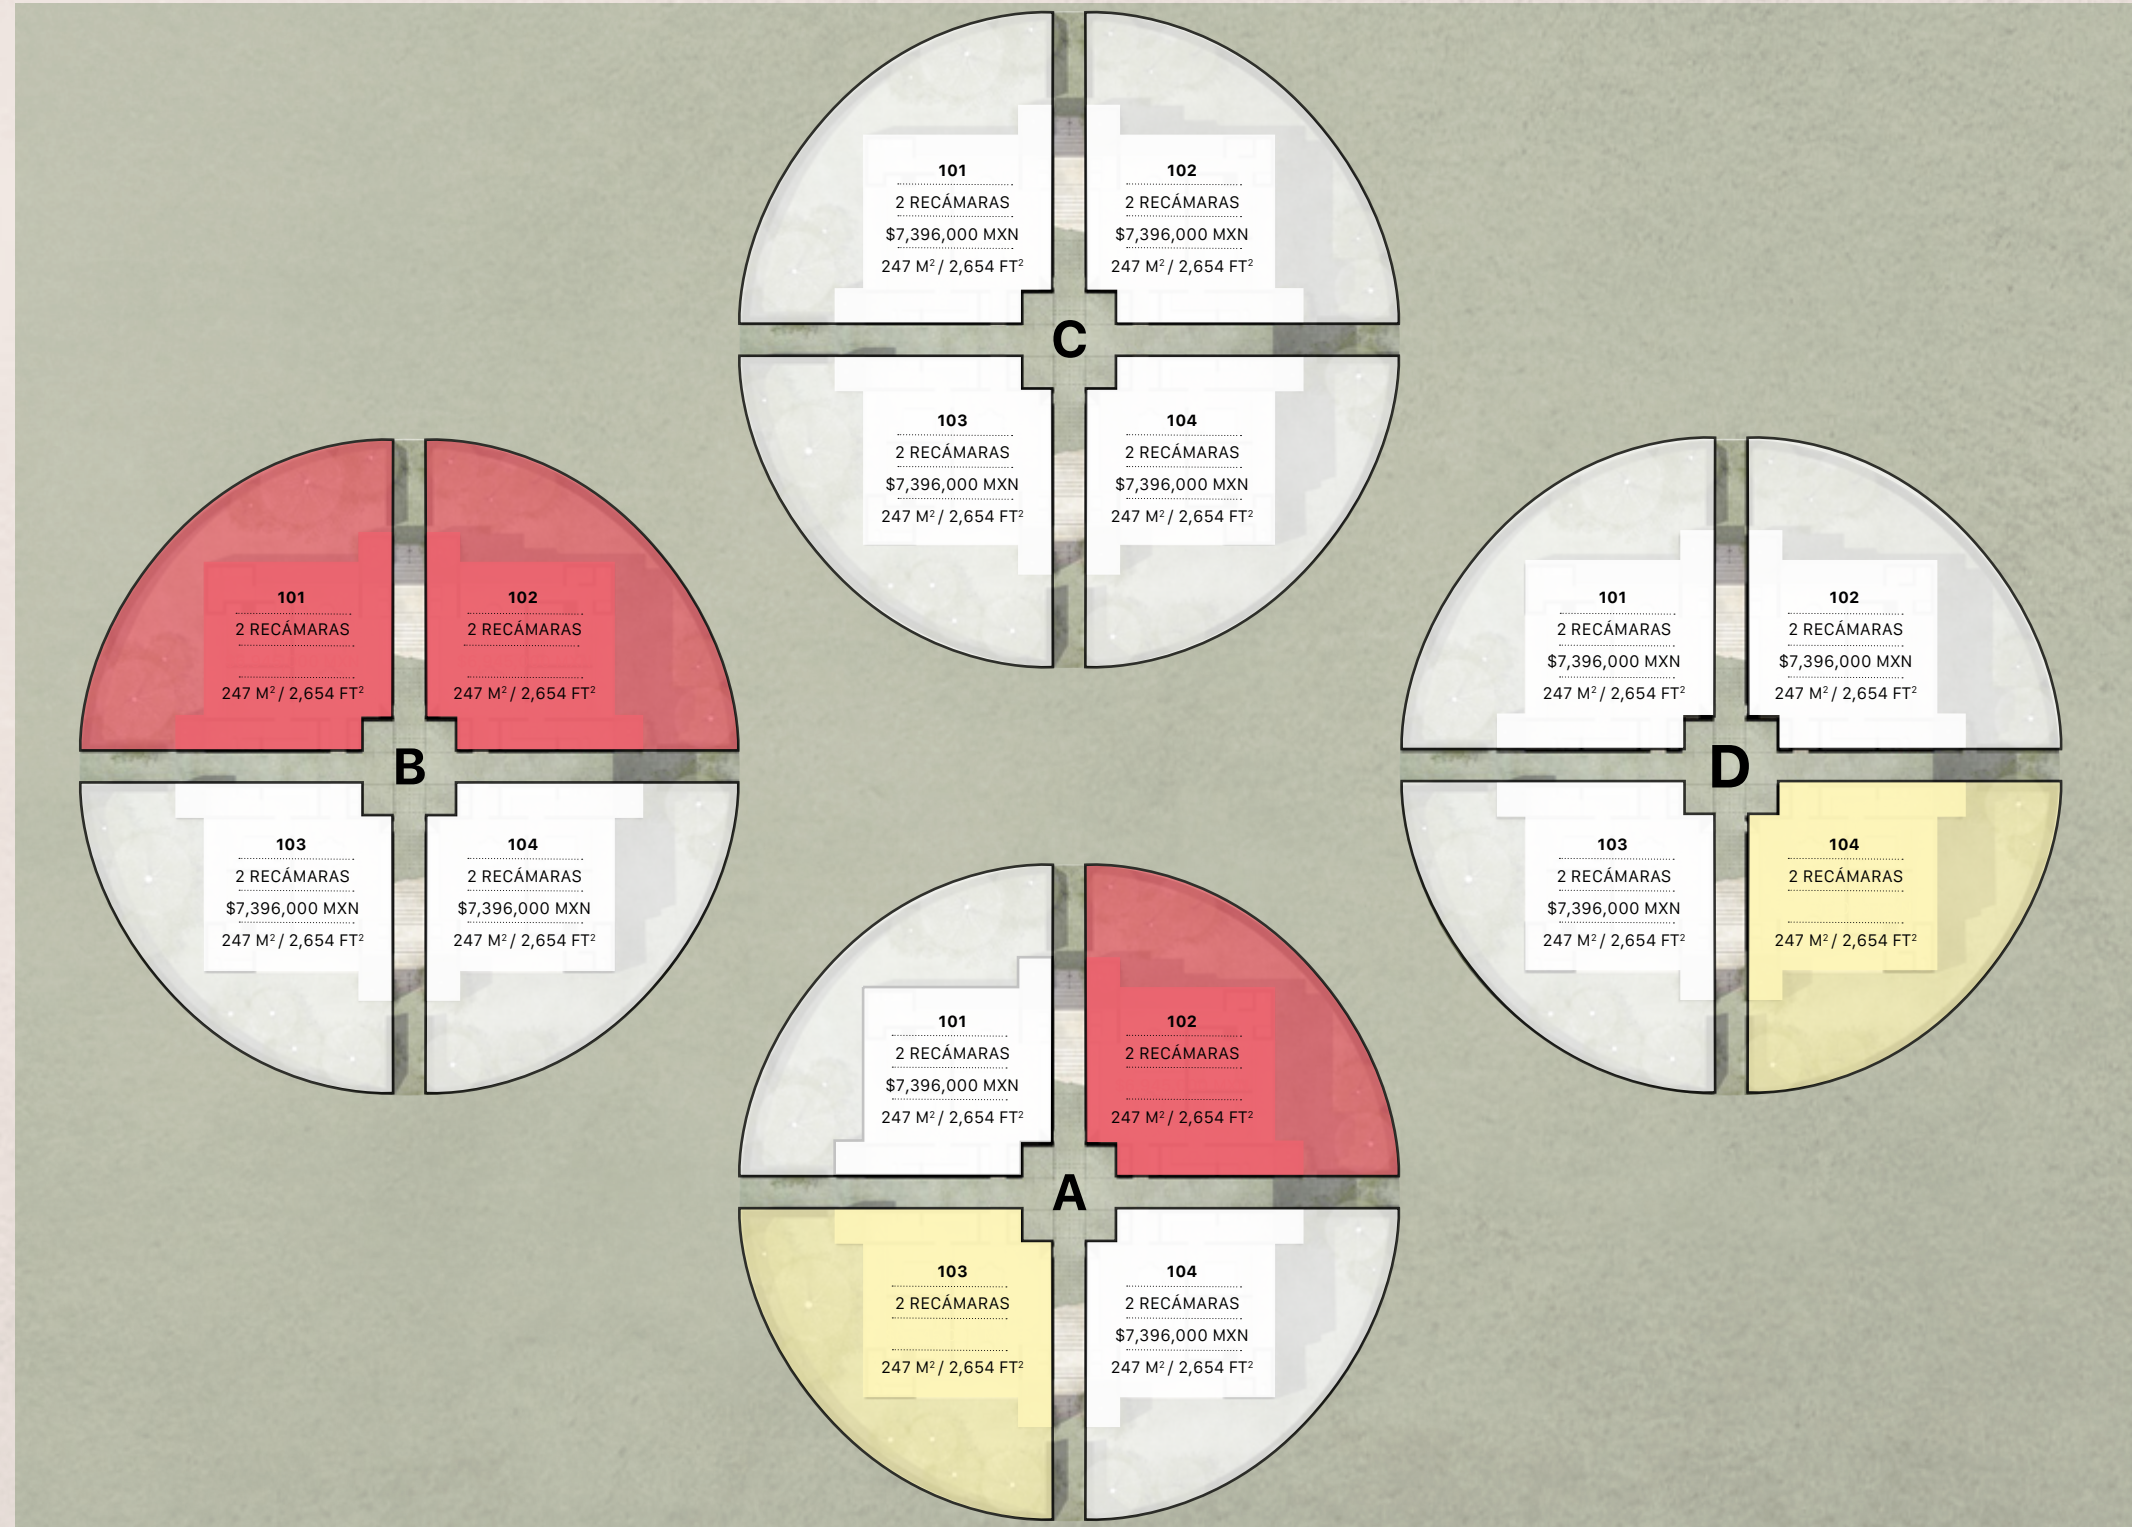 101
2 RECÁMARAS
$7,396,000 MXN
247 M²/ 2,654 FT²
102
2 RECÁMARAS
$7,396,000 MXN
247 M²/ 2,654 FT²
C
103
2 RECÁMARAS
$7,396,000 MXN
247 M²/ 2,654 FT²
104
2 RECÁMARAS
$7,396,000 MXN
247 M²/ 2,654 FT²
101
2 RECÁMARAS
247 M²/ 2,654 FT²
102
2 RECÁMARAS
247 M²/ 2,654 FT²
B
103
2 RECÁMARAS
$7,396,000 MXN
247 M²/ 2,654 FT²
104
2 RECÁMARAS
$7,396,000 MXN
247 M²/ 2,654 FT²
101
2 RECÁMARAS
$7,396,000 MXN
247 M²/ 2,654 FT²
102
2 RECÁMARAS
$7,396,000 MXN
247 M²/ 2,654 FT²
D
103
2 RECÁMARAS
$7,396,000 MXN
247 M²/ 2,654 FT²
104
2 RECÁMARAS
247 M²/ 2,654 FT²
101
2 RECÁMARAS
$7,396,000 MXN
247 M²/ 2,654 FT²
102
2 RECÁMARAS
247 M²/ 2,654 FT²
A
103
2 RECÁMARAS
247 M²/ 2,654 FT²
104
2 RECÁMARAS
$7,396,000 MXN
247 M²/ 2,654 FT²